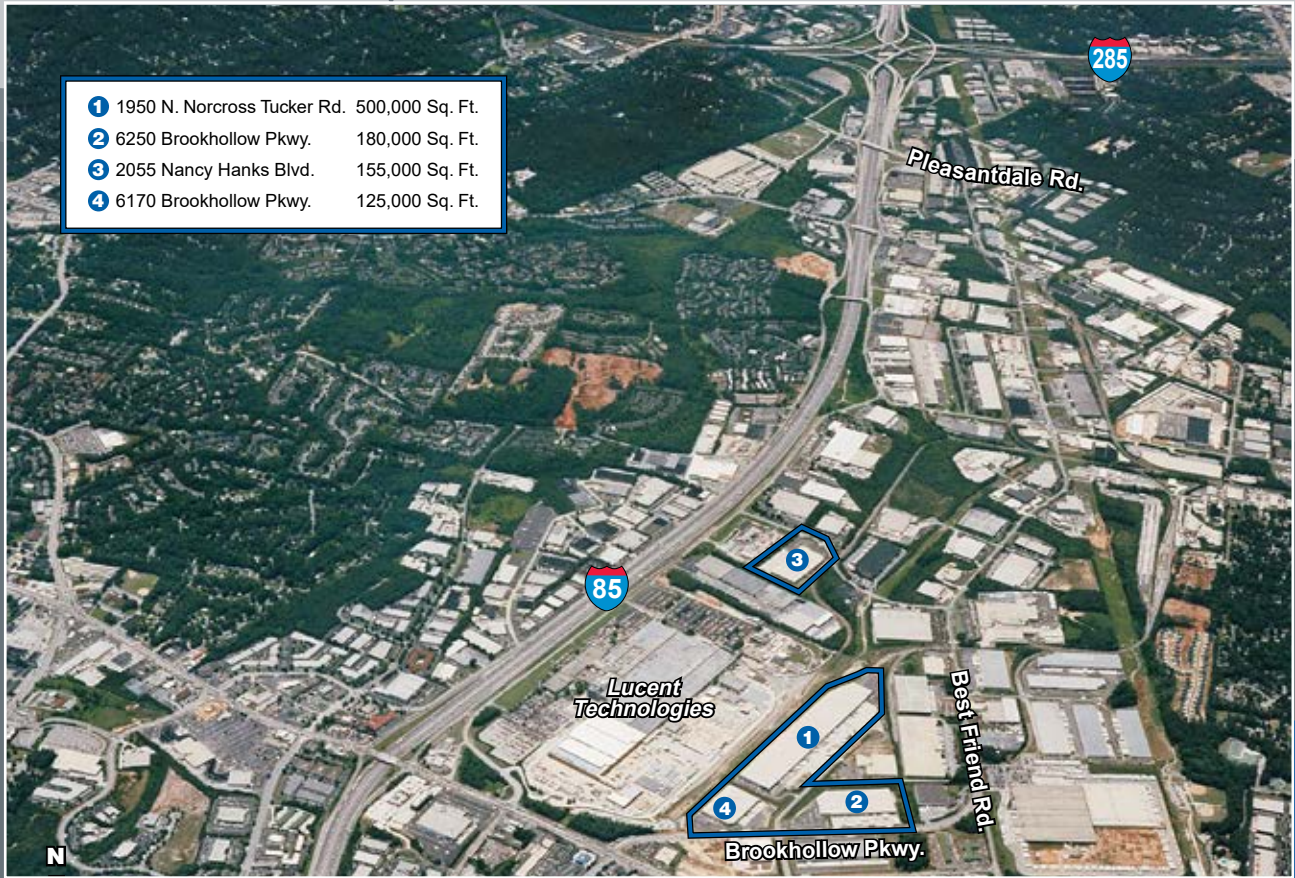 285
1 1950 N. Norcross Tucker Rd. 500,000 Sq. Ft.
2 6250 Brookhollow Pkwy. 180,000 Sq. Ft.
3 2055 Nancy Hanks Blvd. 155,000 Sq. Ft.
4 6170 Brookhollow Pkwy. 125,000 Sq. Ft.
Pleasantdale Rd.
3
85
Lucent
Technologies
Best Friend Rd.
1
4
2
Brookhollow Pkwy.
N